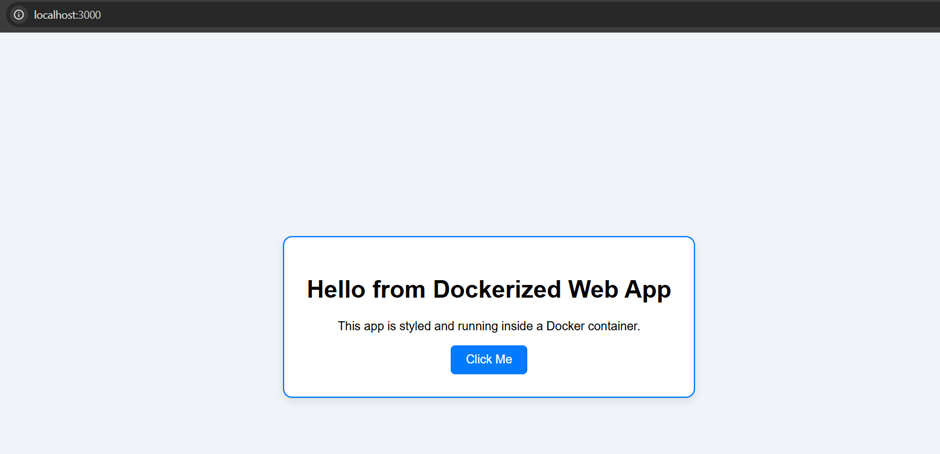 localhost:3000
Hello from Dockerized Web App
This app is styled and running inside a Docker container.
Click Me